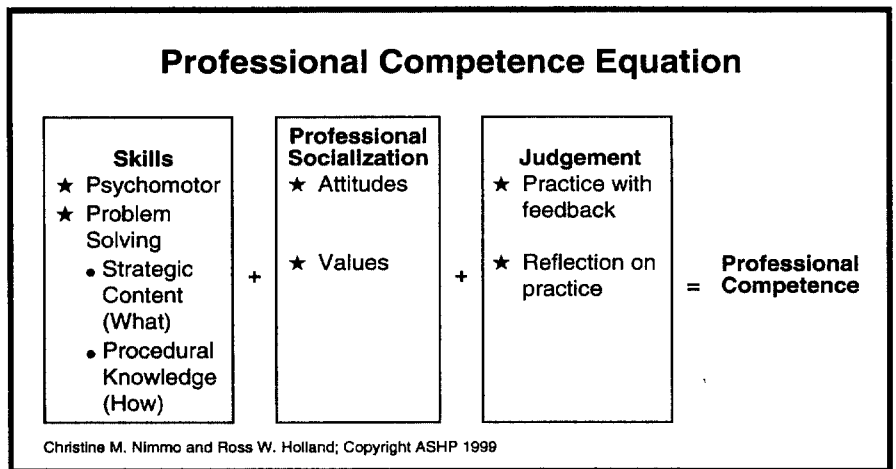 Professional Competence Equation
Skills
★ Psychomotor
★ Problem
Solving
• Strategic
Content
(What)
• Procedural
Knowledge
(How)
+
Professional
Socialization
★ Attitudes
★ Values
+
Judgement
★ Practice with
feedback
★ Reflection on
practice
=
Professional
Competence
Christine M. Nimmo and Ross W. Holland; Copyright ASHP 1999